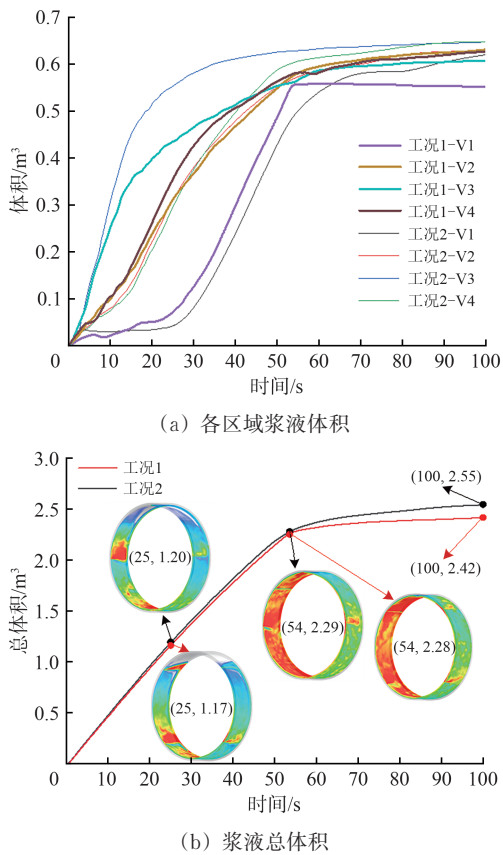 0.7
0.6
0.5
0.4
0.3
0.2
0.1
0
10
20
30
40
50
60
70
80
90
100
体积/m³
时间/s
工况1-V1
工况1-V2
工况1-V3
工况1-V4
工况2-V1
工况2-V2
工况2-V3
工况2-V4
(a) 各区域浆液体积
3.0
2.5
2.0
1.5
1.0
0.5
0
10
20
30
40
50
60
70
80
90
100
总体积/m³
时间/s
工况1
工况2
(25, 1.20)
(25, 1.17)
(54, 2.29)
(54, 2.28)
(100, 2.55)
(100, 2.42)
(b) 浆液总体积